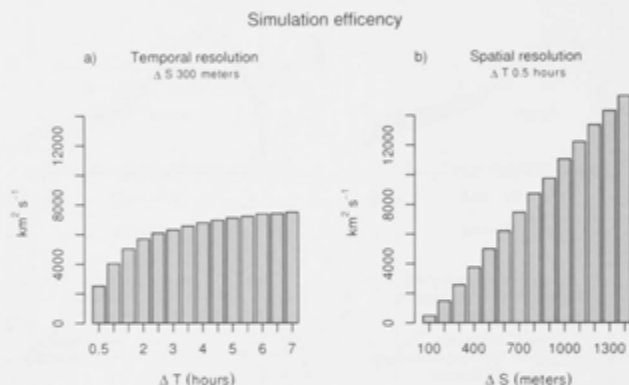 Simulation efficency
a) Temporal resolution
Δ S 300 meters
km² s⁻¹
0 4000 8000 12000
0.5 2 3 4 5 6 7
Δ T (hours)
b) Spatial resolution
Δ T 0.5 hours
km² s⁻¹
0 4000 8000 12000
100 400 700 1000 1300
Δ S (meters)